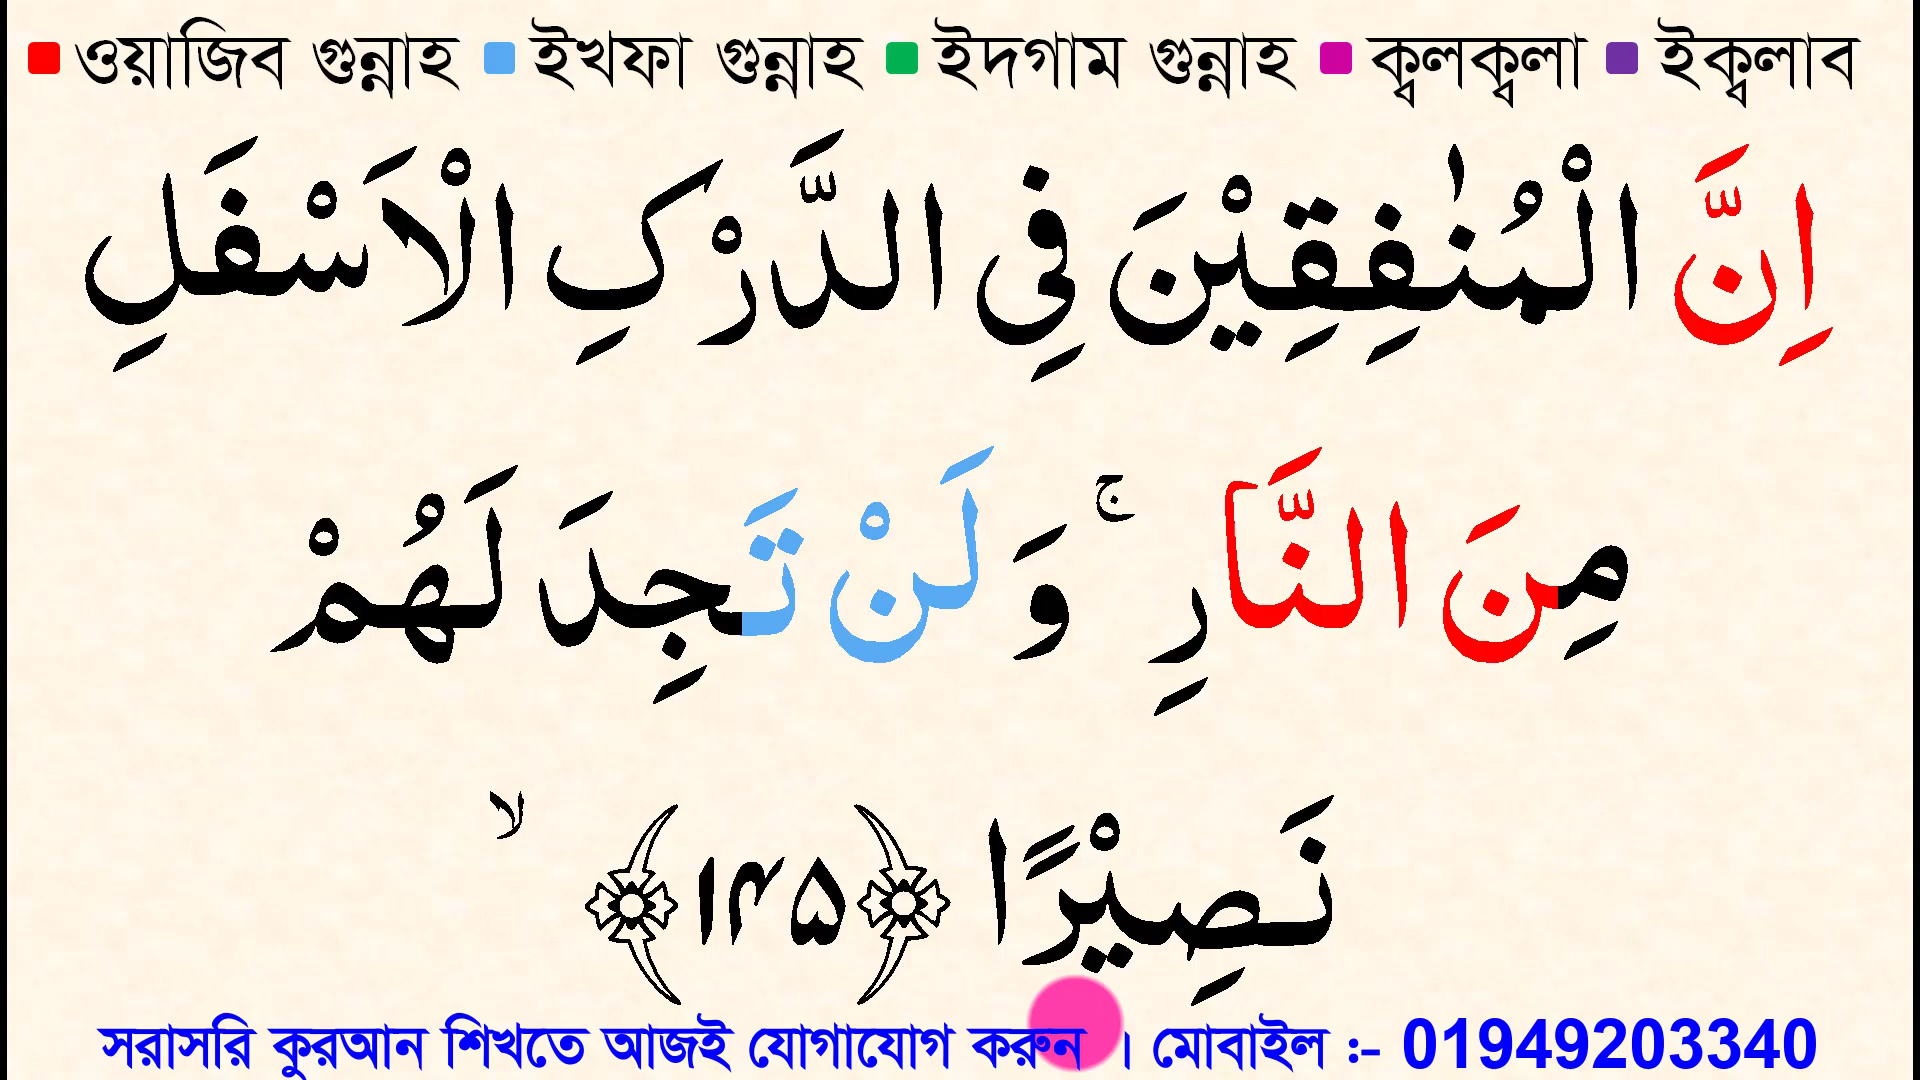 ওয়াজিব গুন্নাহ ইখফা গুন্নাহ ইদগাম গুন্নাহ ক্বলক্বলা ইক্বলাব
اِنَّ الْمُنٰفِقِيْنَ فِى الدَّرْكِ الْاَسْفَلِ
مِنَ النَّارِ ۚ وَلَنْ تَجِدَ لَهُمْ
نَصِيْرًا ﴿۱۴۵﴾ ۙ
সরাসরি কুরআন শিখতে আজই যোগাযোগ করুন । মোবাইল :- 01949203340